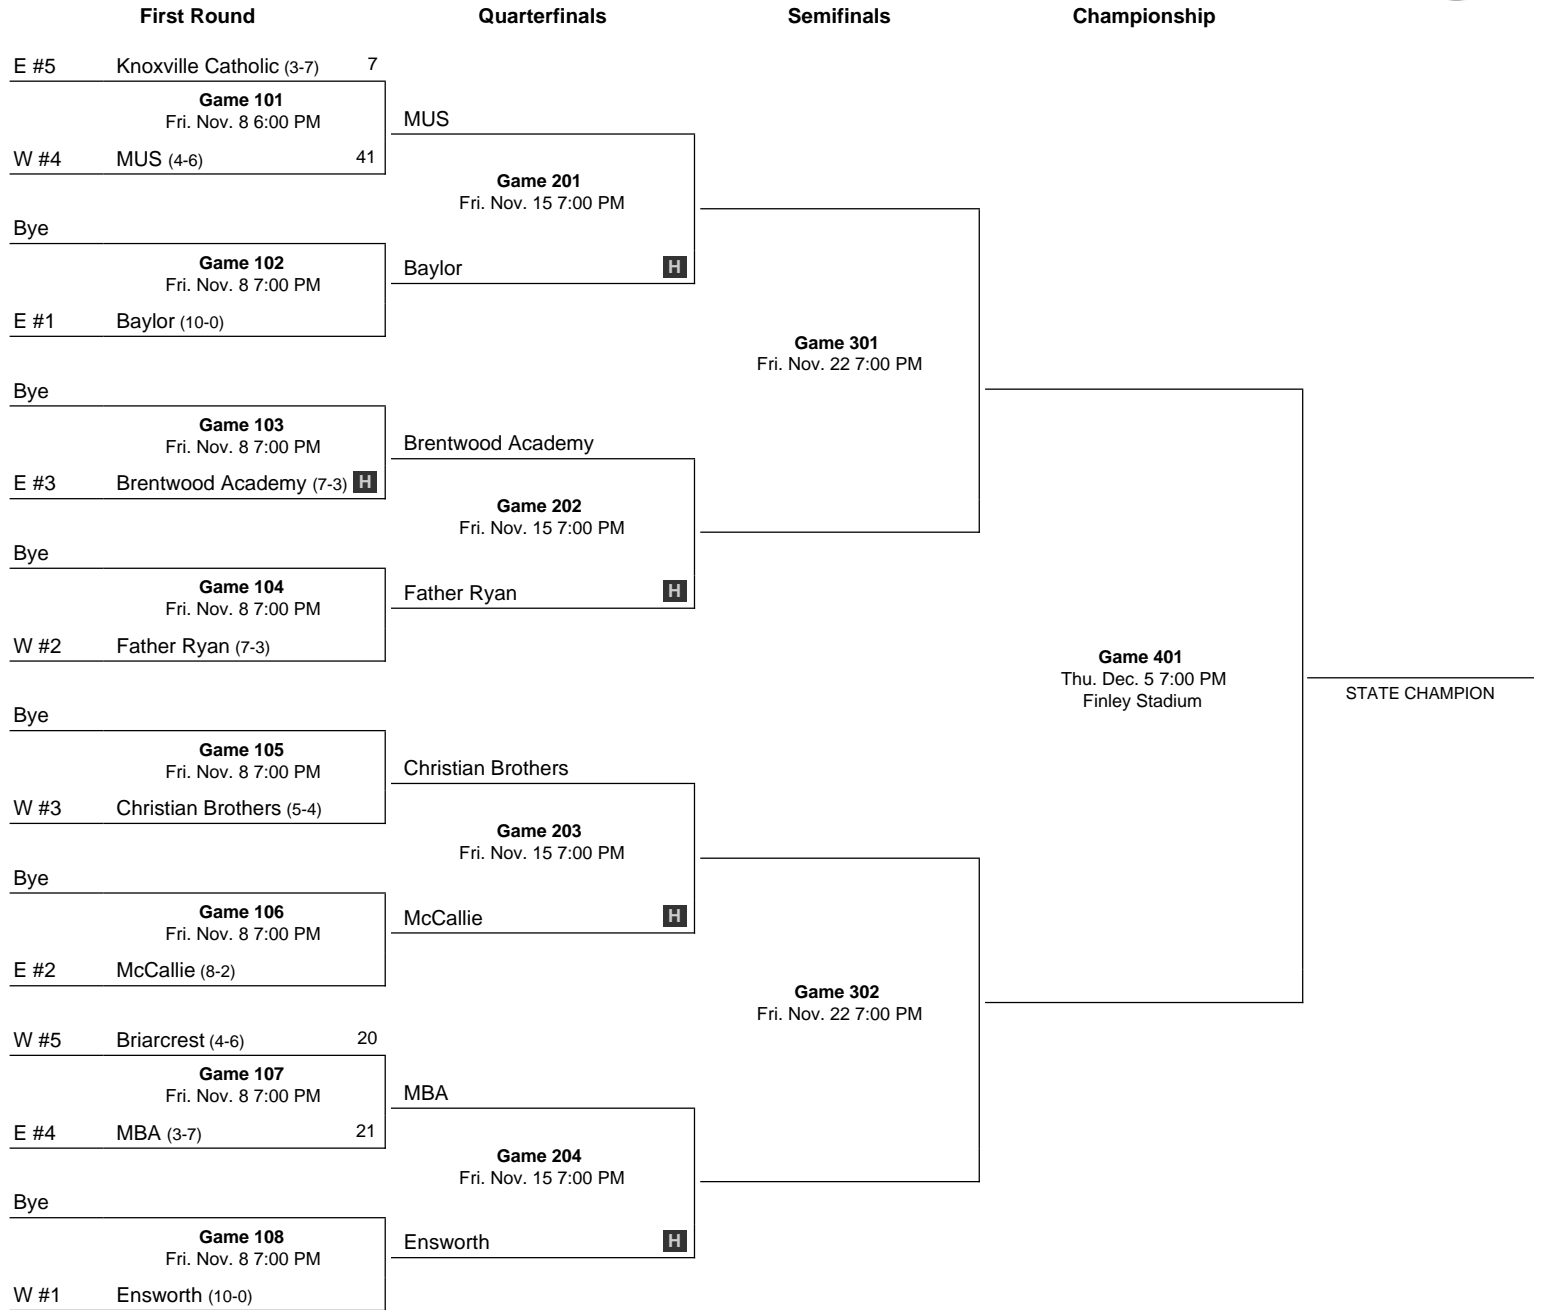 First Round Quarterfinals Semifinals Championship
E #5 Knoxville Catholic (3-7) 7
Game 101
Fri. Nov. 8 6:00 PM
W #4 MUS (4-6) 41
MUS
Game 201
Fri. Nov. 15 7:00 PM
Baylor H
Bye
Game 102
Fri. Nov. 8 7:00 PM
E #1 Baylor (10-0)
Game 301
Fri. Nov. 22 7:00 PM
Bye
Game 103
Fri. Nov. 8 7:00 PM
E #3 Brentwood Academy (7-3) H
Brentwood Academy
Game 202
Fri. Nov. 15 7:00 PM
Father Ryan H
Bye
Game 104
Fri. Nov. 8 7:00 PM
W #2 Father Ryan (7-3)
Game 401
Thu. Dec. 5 7:00 PM
Finley Stadium
STATE CHAMPION
Bye
Game 105
Fri. Nov. 8 7:00 PM
W #3 Christian Brothers (5-4)
Christian Brothers
Game 203
Fri. Nov. 15 7:00 PM
McCallie H
Bye
Game 106
Fri. Nov. 8 7:00 PM
E #2 McCallie (8-2)
Game 302
Fri. Nov. 22 7:00 PM
W #5 Briarcrest (4-6) 20
Game 107
Fri. Nov. 8 7:00 PM
E #4 MBA (3-7) 21
MBA
Game 204
Fri. Nov. 15 7:00 PM
Ensworth H
Bye
Game 108
Fri. Nov. 8 7:00 PM
W #1 Ensworth (10-0)